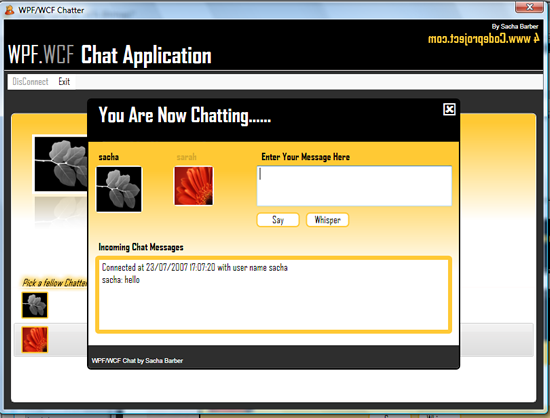 WPF/WCF Chatter
By Sacha Barber
4 www.Codeproject.com
WPF.WCF Chat Application
DisConnect Exit
You Are Now Chatting......
sacha
sarah
Enter Your Message Here
Say Whisper
Incoming Chat Messages
Connected at 23/07/2007 17:07:20 with user name sacha
sacha: hello
Pick a fellow Chatter
WPF/WCF Chat by Sacha Barber